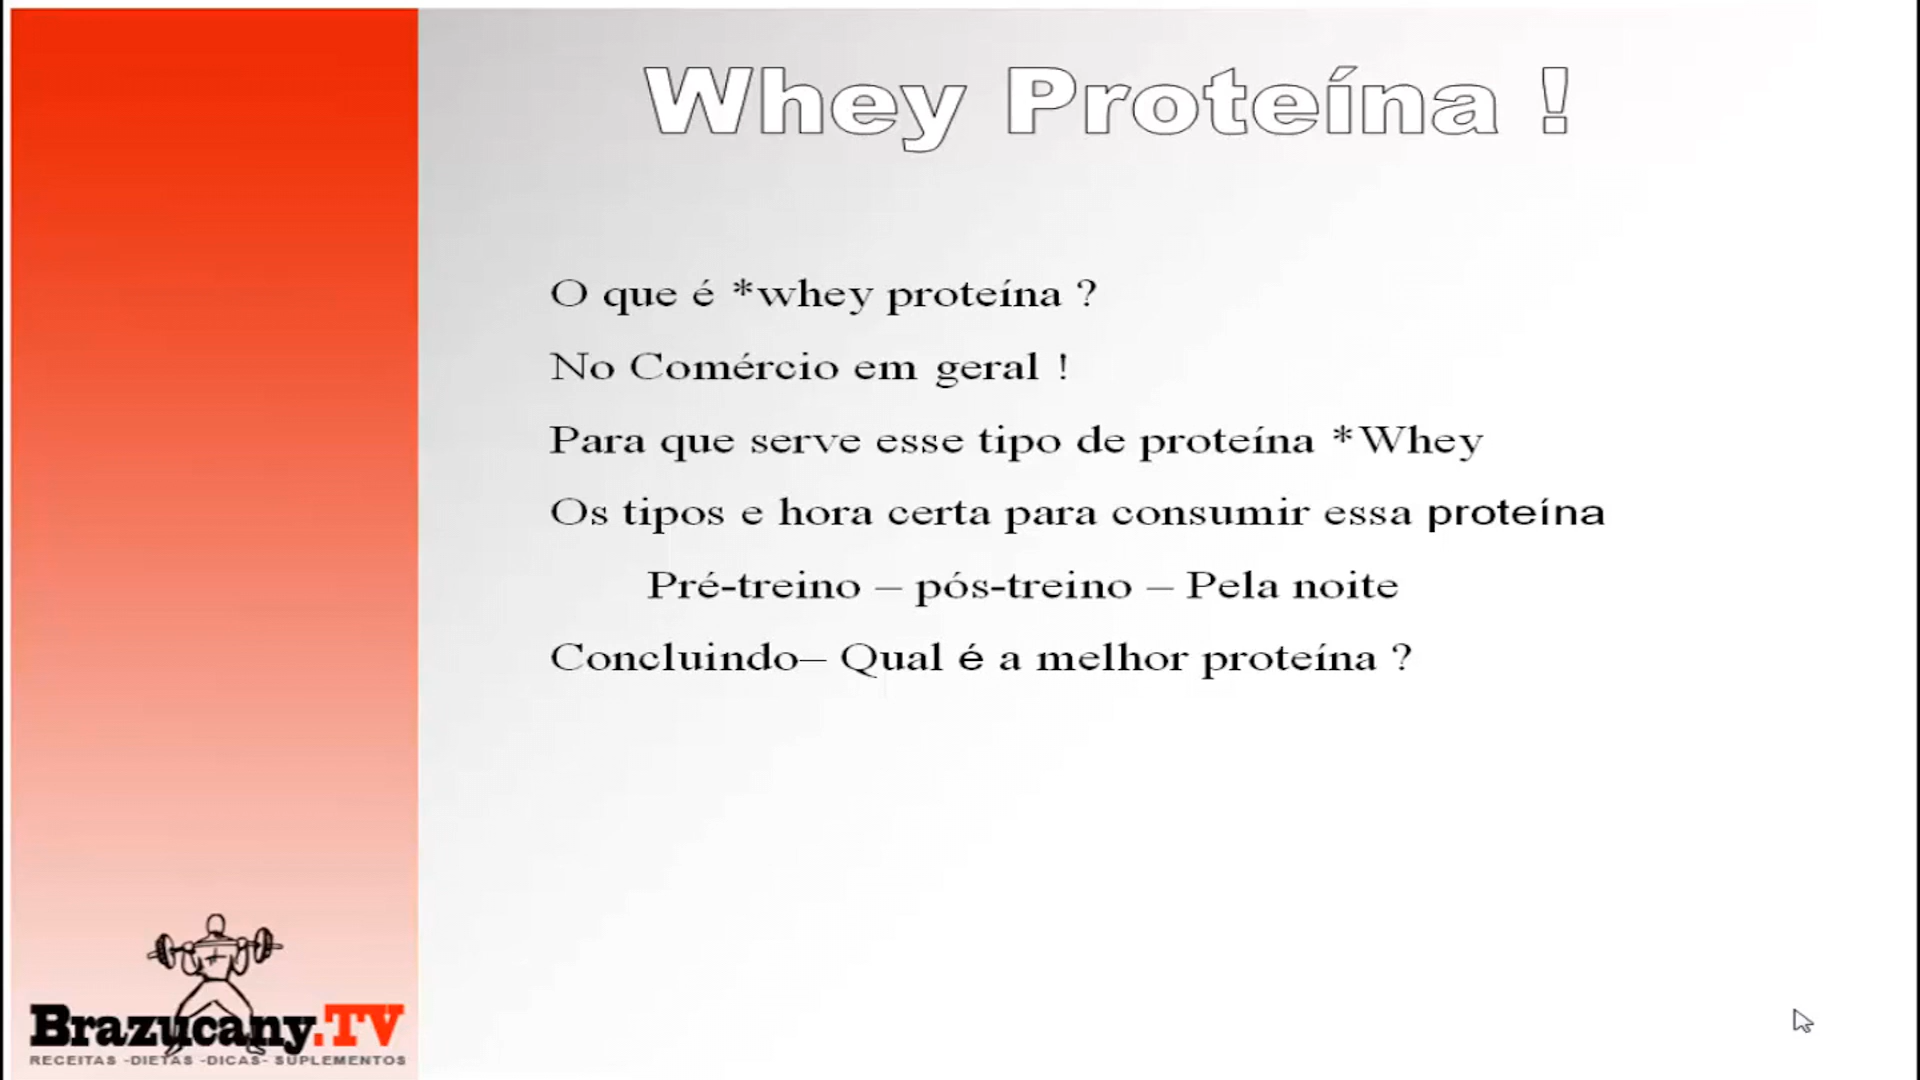 Whey Proteína !
O que é *whey proteína ?
No Comércio em geral !
Para que serve esse tipo de proteína *Whey
Os tipos e hora certa para consumir essa proteína
Pré-treino – pós-treino – Pela noite
Concluindo– Qual é a melhor proteína ?
Brazucany.TV
RECEITAS -DIETAS -DICAS- SUPLEMENTOS